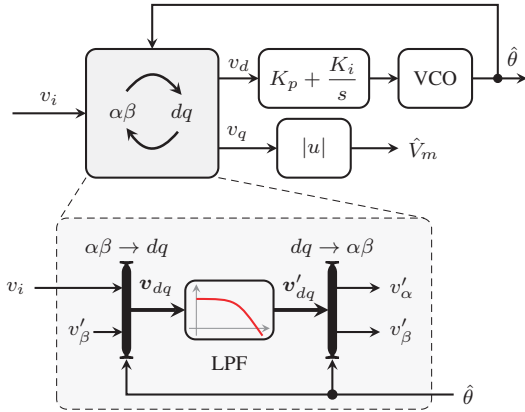 θ̂
v_d
K_p + K_i/s
VCO
v_i
αβ
dq
v_q
|u|
V̂_m
αβ → dq
dq → αβ
v_i
v_dq
v′_dq
v′_α
v′_β
v′_β
LPF
θ̂